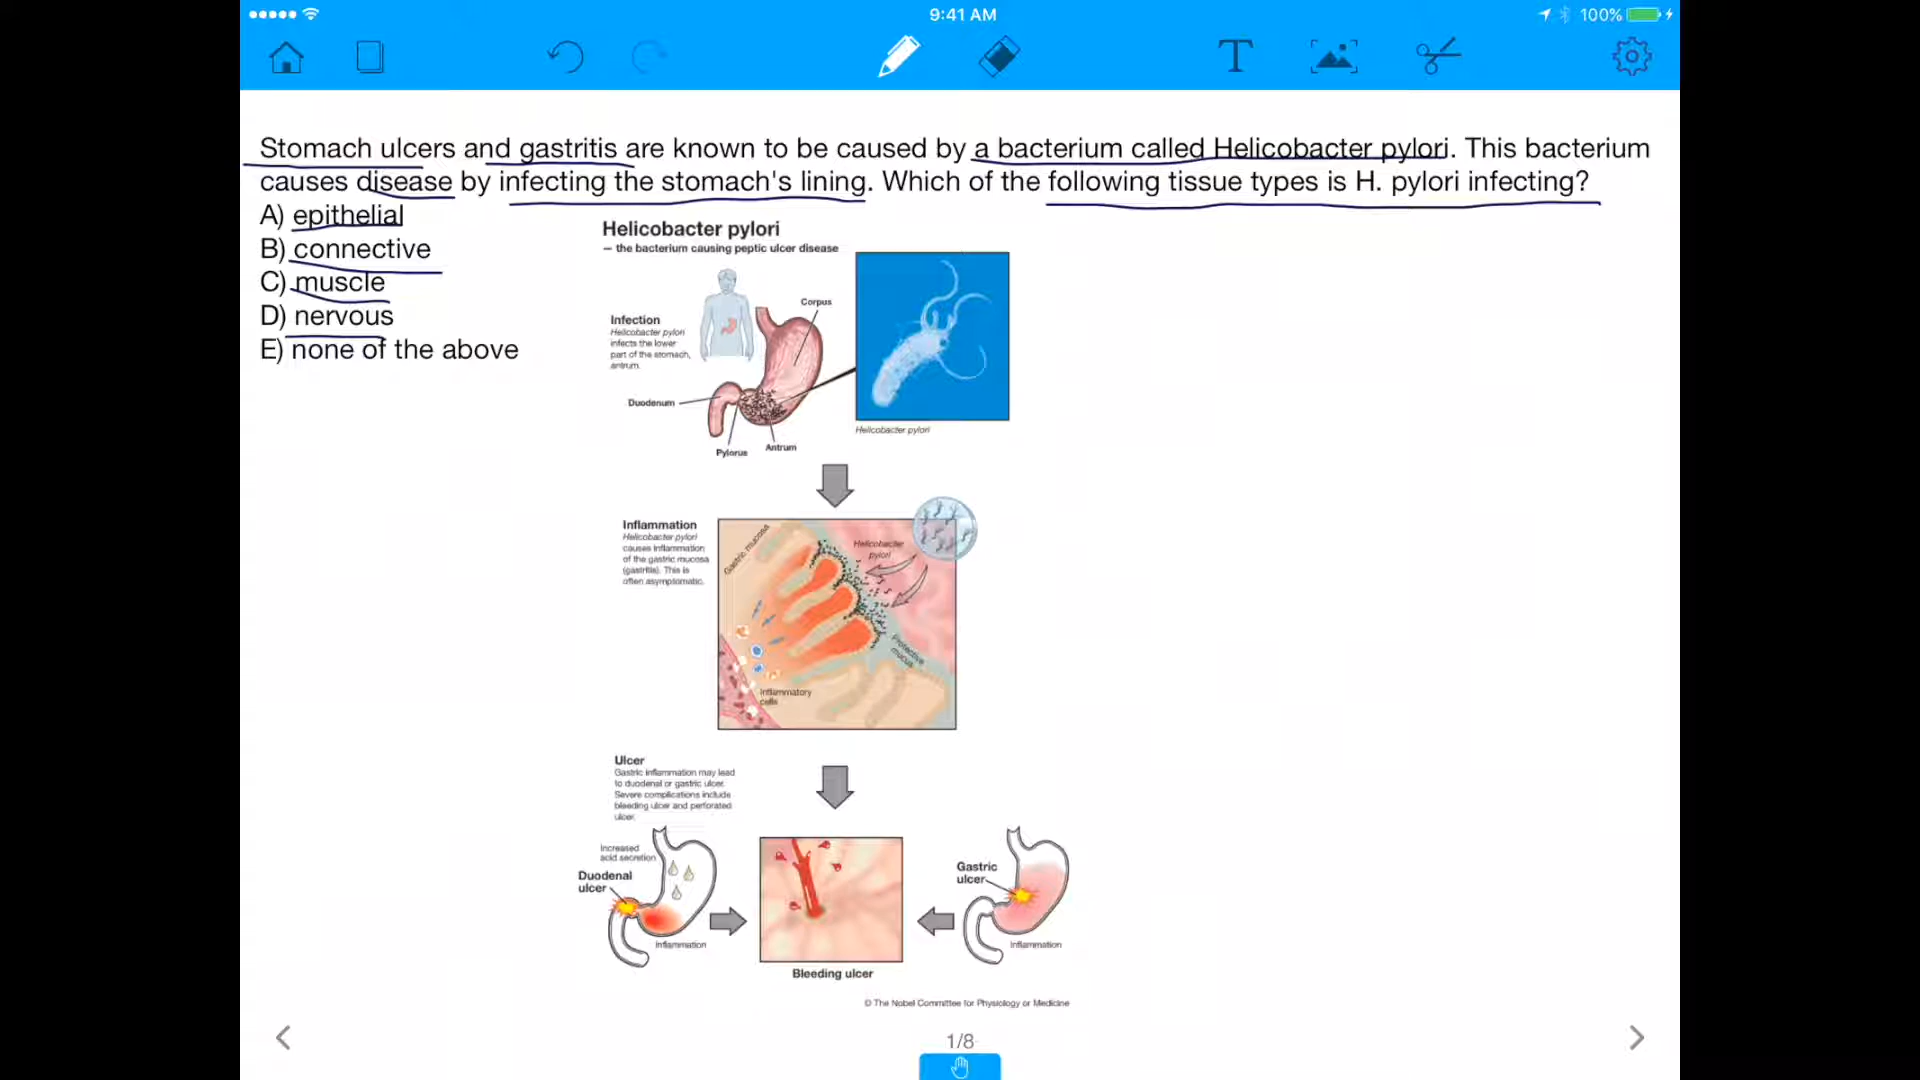 9:41 AM
100%
T
Stomach ulcers and gastritis are known to be caused by a bacterium called Helicobacter pylori. This bacterium
causes disease by infecting the stomach's lining. Which of the following tissue types is H. pylori infecting?
A) epithelial
B) connective
C) muscle
D) nervous
E) none of the above
Helicobacter pylori
– the bacterium causing peptic ulcer disease
Infection
Helicobacter pylori
infects the lower
part of the stomach,
antrum.
Corpus
Duodenum
Pylorus
Antrum
Helicobacter pylori
Inflammation
Helicobacter pylori
causes inflammation
of the gastric mucosa
(gastritis). This is
often asymptomatic.
Gastric mucosa
Helicobacter
pylori
Protective
mucus
Inflammatory
cells
Ulcer
Gastric inflammation may lead
to duodenal or gastric ulcer.
Severe complications include
bleeding ulcer and perforated
ulcer.
Increased
acid secretion
Duodenal
ulcer
Inflammation
Bleeding ulcer
Gastric
ulcer
Inflammation
© The Nobel Committee for Physiology or Medicine
1/8